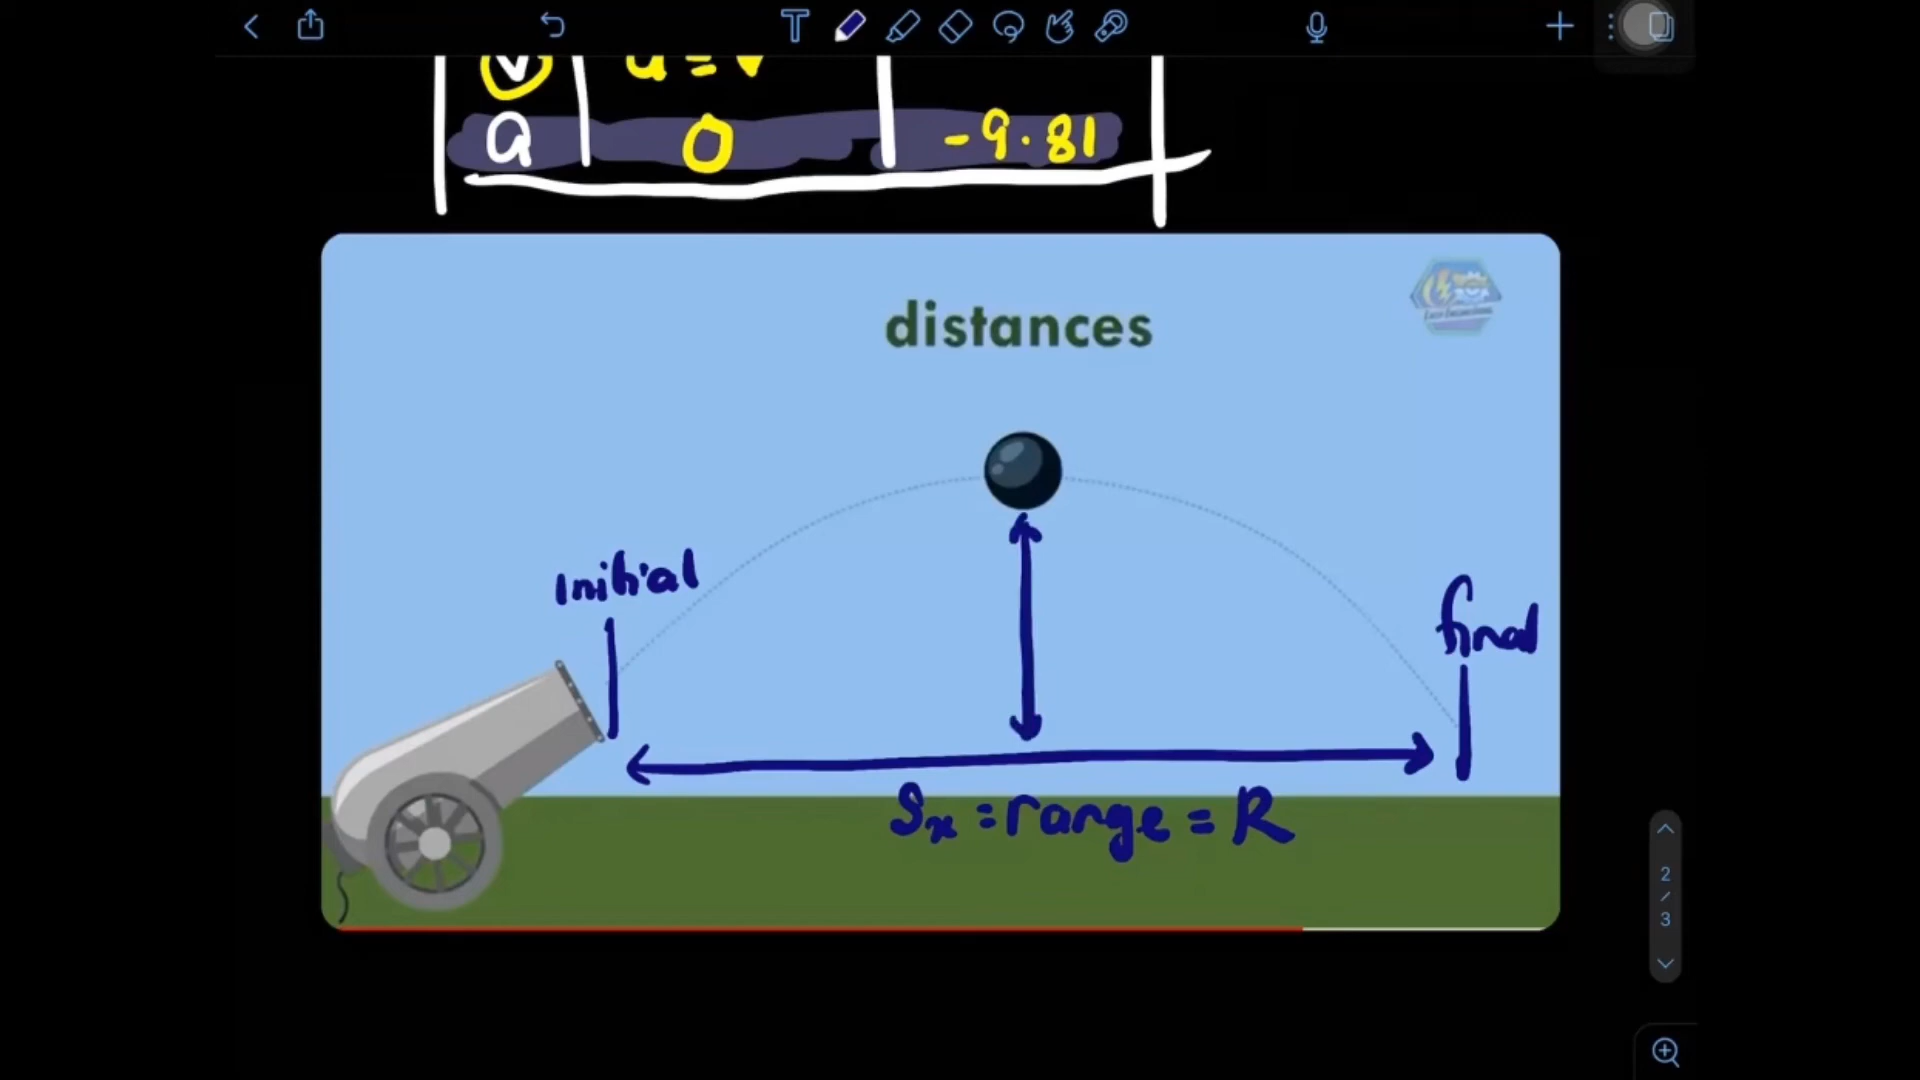 u = v
a 0 -9.81
distances
initial
final
Sx = range = R
2
/
3